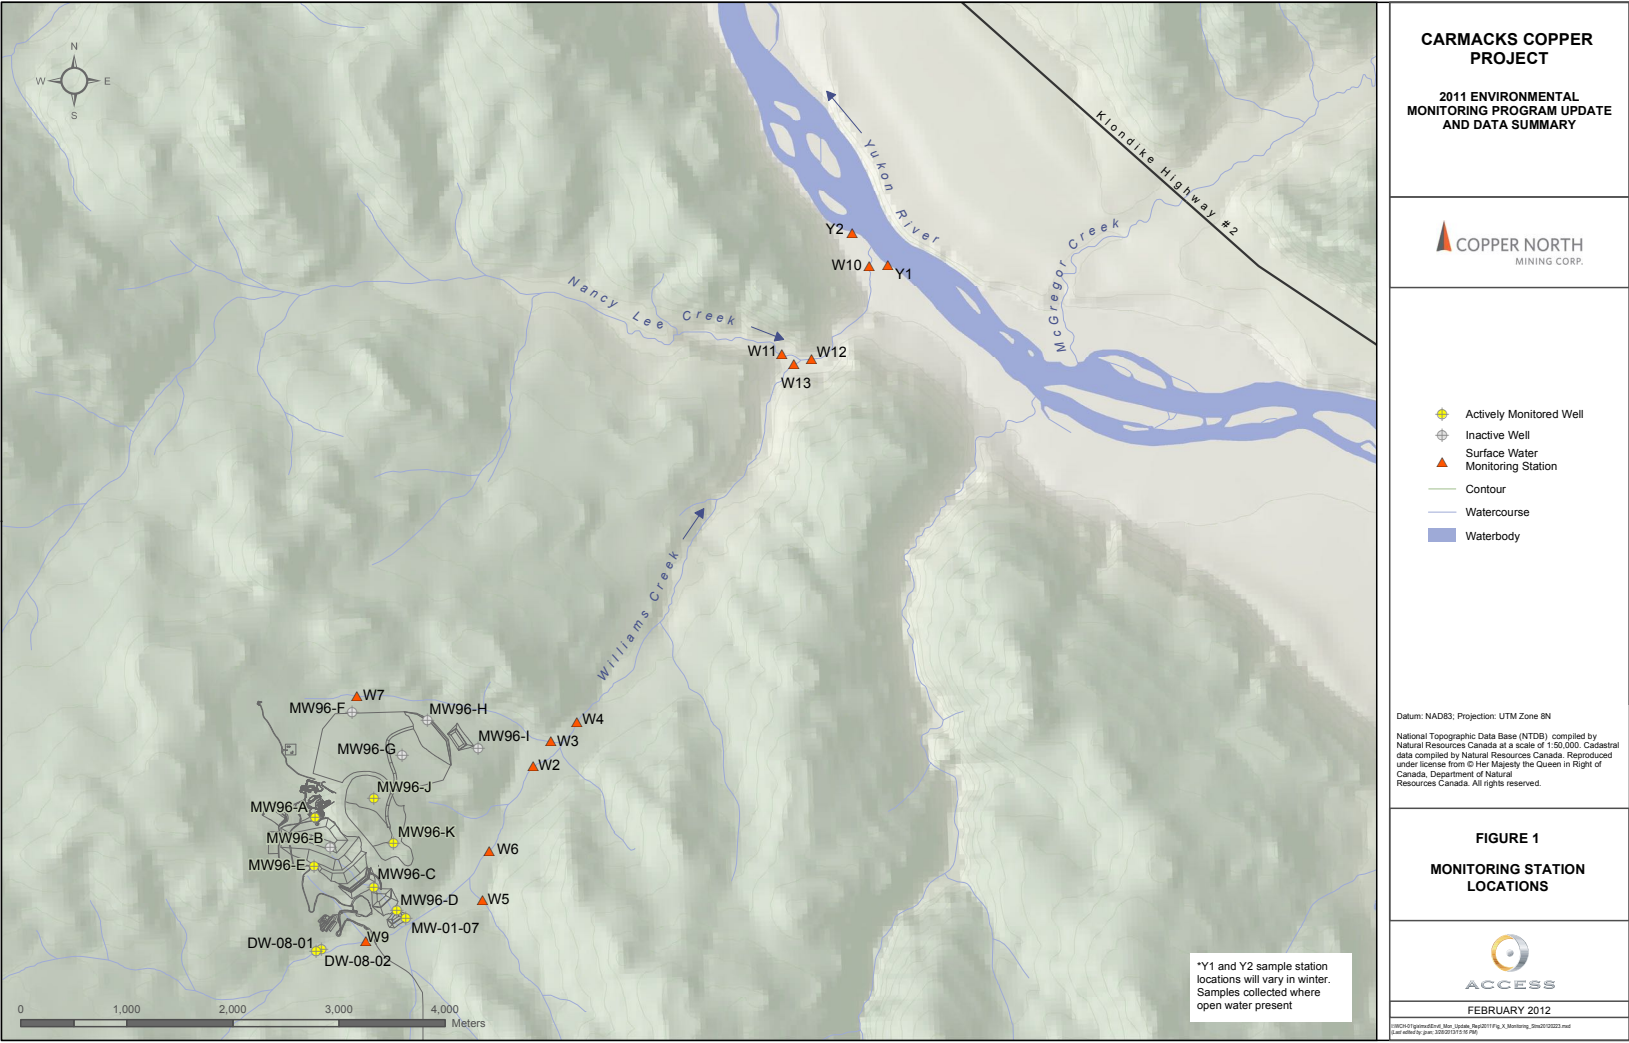 N
W
E
S
Klondike Highway #2
Yukon River
McGregor Creek
Nancy Lee Creek
Williams Creek
Y2
W10
Y1
W11
W12
W13
W7
MW96-F
MW96-H
W4
MW96-I
W3
MW96-G
W2
MW96-J
MW96-A
MW96-K
MW96-B
W6
MW96-E
MW96-C
MW96-D
W5
MW-01-07
W9
DW-08-01
DW-08-02
0 1,000 2,000 3,000 4,000
Meters
*Y1 and Y2 sample station
locations will vary in winter.
Samples collected where
open water present
CARMACKS COPPER
PROJECT
2011 ENVIRONMENTAL
MONITORING PROGRAM UPDATE
AND DATA SUMMARY
COPPER NORTH
MINING CORP.
Actively Monitored Well
Inactive Well
Surface Water
Monitoring Station
Contour
Watercourse
Waterbody
Datum: NAD83; Projection: UTM Zone 8N
National Topographic Data Base (NTDB) compiled by
Natural Resources Canada at a scale of 1:50,000. Cadastral
data compiled by Natural Resources Canada. Reproduced
under license from © Her Majesty the Queen in Right of
Canada, Department of Natural
Resources Canada. All rights reserved.
FIGURE 1
MONITORING STATION
LOCATIONS
ACCESS
FEBRUARY 2012